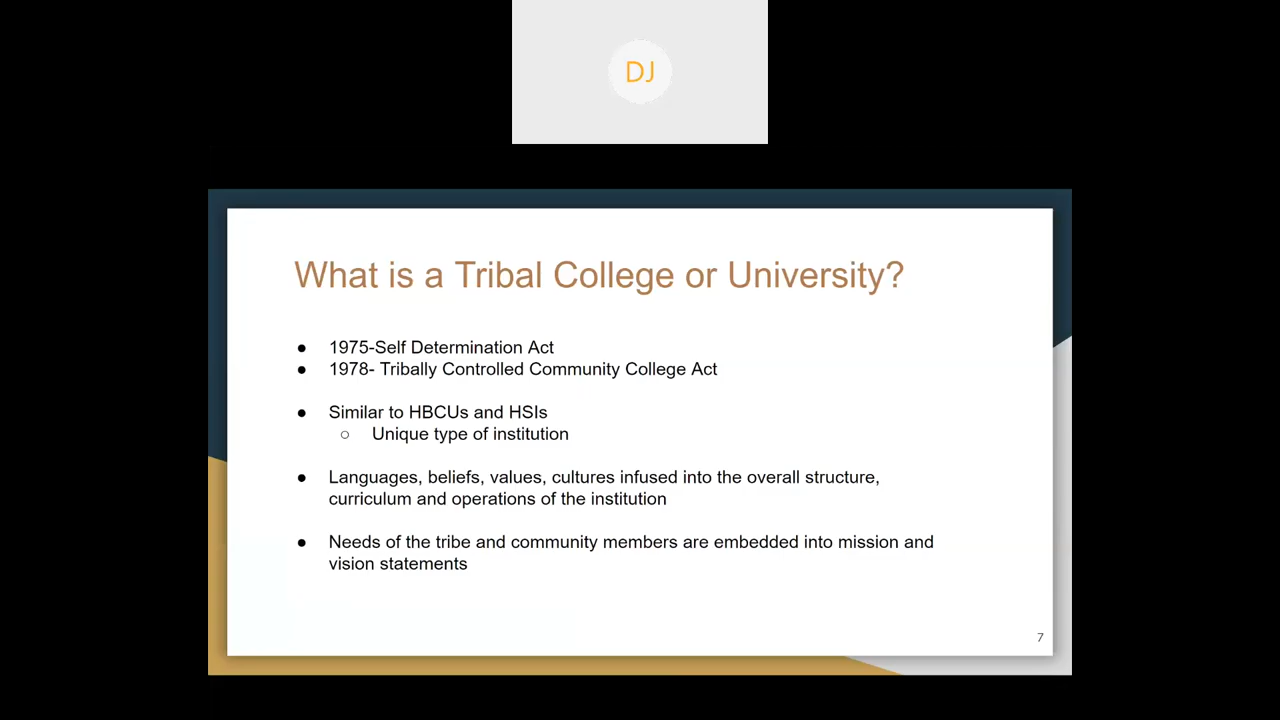 DJ
What is a Tribal College or University?
● 1975-Self Determination Act
● 1978- Tribally Controlled Community College Act
● Similar to HBCUs and HSIs
○ Unique type of institution
● Languages, beliefs, values, cultures infused into the overall structure,
curriculum and operations of the institution
● Needs of the tribe and community members are embedded into mission and
vision statements
7